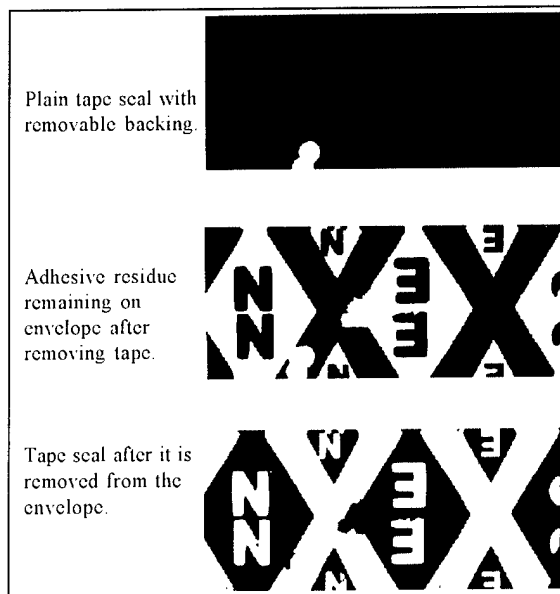 Plain tape seal with
removable backing.
Adhesive residue
remaining on
envelope after
removing tape.
N E
N E
N E
N E
Tape seal after it is
removed from the
envelope.
N E
N E
N E
N E